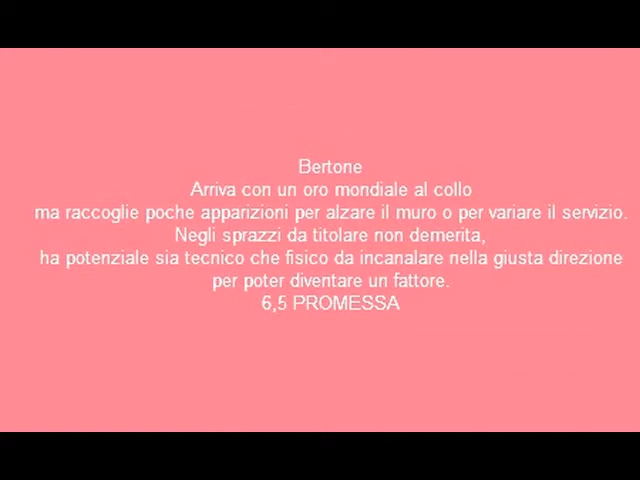 Bertone
Arriva con un oro mondiale al collo
ma raccoglie poche apparizioni per alzare il muro o per variare il servizio.
Negli sprazzi da titolare non demerita,
ha potenziale sia tecnico che fisico da incanalare nella giusta direzione
per poter diventare un fattore.
6,5 PROMESSA